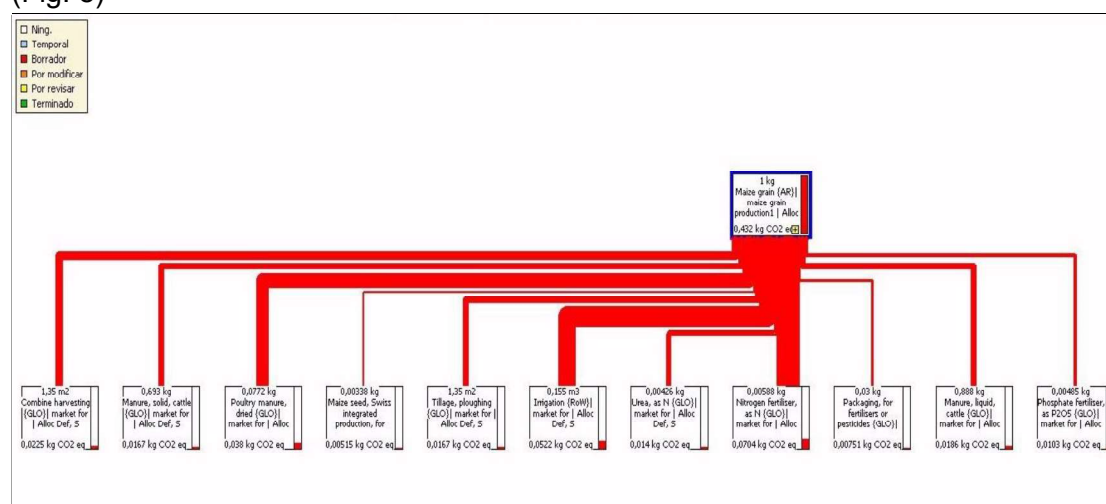 (Fig. 3)
Ning.
Temporal
Borrador
Por modificar
Por revisar
Terminado
1 kg
Maize grain {AR}|
maize grain
production1 | Alloc
0,432 kg CO2 eq
1,35 m2
Combine harvesting
{GLO}| market for
| Alloc Def, S
0,0225 kg CO2 eq
0,693 kg
Manure, solid, cattle
{GLO}| market for
| Alloc Def, S
0,0167 kg CO2 eq
0,0772 kg
Poultry manure,
dried {GLO}|
market for | Alloc
0,038 kg CO2 eq
0,00338 kg
Maize seed, Swiss
integrated
production, for
0,00515 kg CO2 eq
1,35 m2
Tillage, ploughing
{GLO}| market for |
Alloc Def, S
0,0167 kg CO2 eq
0,155 m3
Irrigation {RoW}|
market for | Alloc
Def, S
0,0522 kg CO2 eq
0,00426 kg
Urea, as N {GLO}|
market for | Alloc
Def, S
0,014 kg CO2 eq
0,00588 kg
Nitrogen fertiliser,
as N {GLO}|
market for | Alloc
0,0704 kg CO2 eq
0,03 kg
Packaging, for
fertilisers or
pesticides {GLO}|
0,00751 kg CO2 eq
0,888 kg
Manure, liquid,
cattle {GLO}|
market for | Alloc
0,0186 kg CO2 eq
0,00485 kg
Phosphate fertiliser,
as P2O5 {GLO}|
market for | Alloc
0,0103 kg CO2 eq